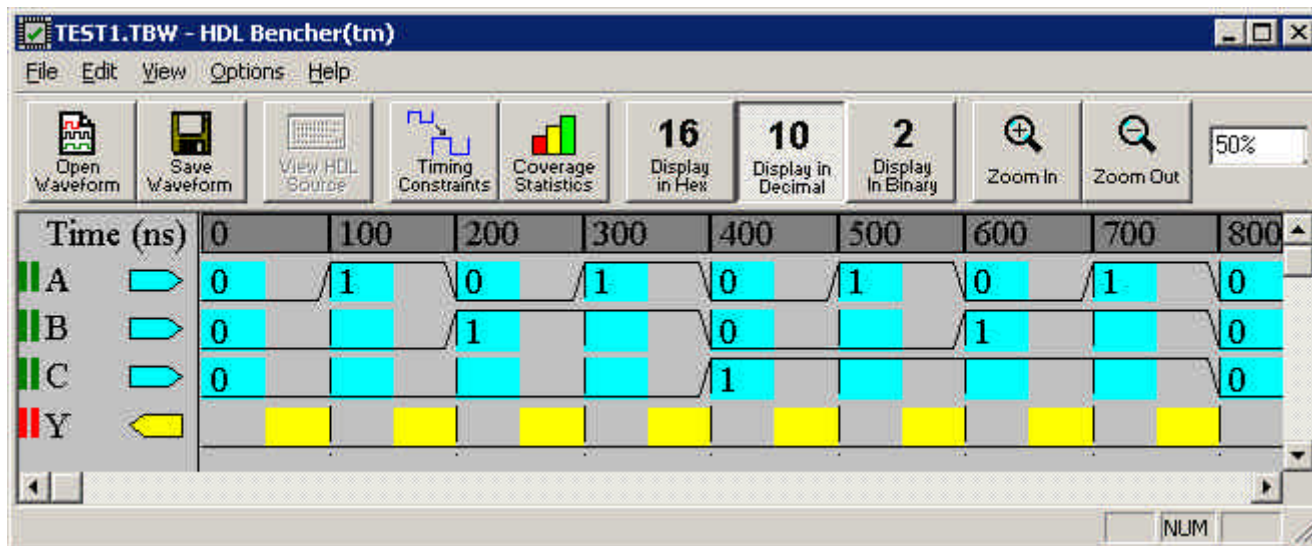 TEST1.TBW - HDL Bencher(tm)
File Edit View Options Help
Open Waveform
Save Waveform
View HDL Source
Timing Constraints
Coverage Statistics
16 Display in Hex
10 Display in Decimal
2 Display In Binary
Zoom In
Zoom Out
50%
Time (ns) 0 100 200 300 400 500 600 700 800
A 0 1 0 1 0 1 0 1 0
B 0 1 0 1 0
C 0 1 0
Y
NUM